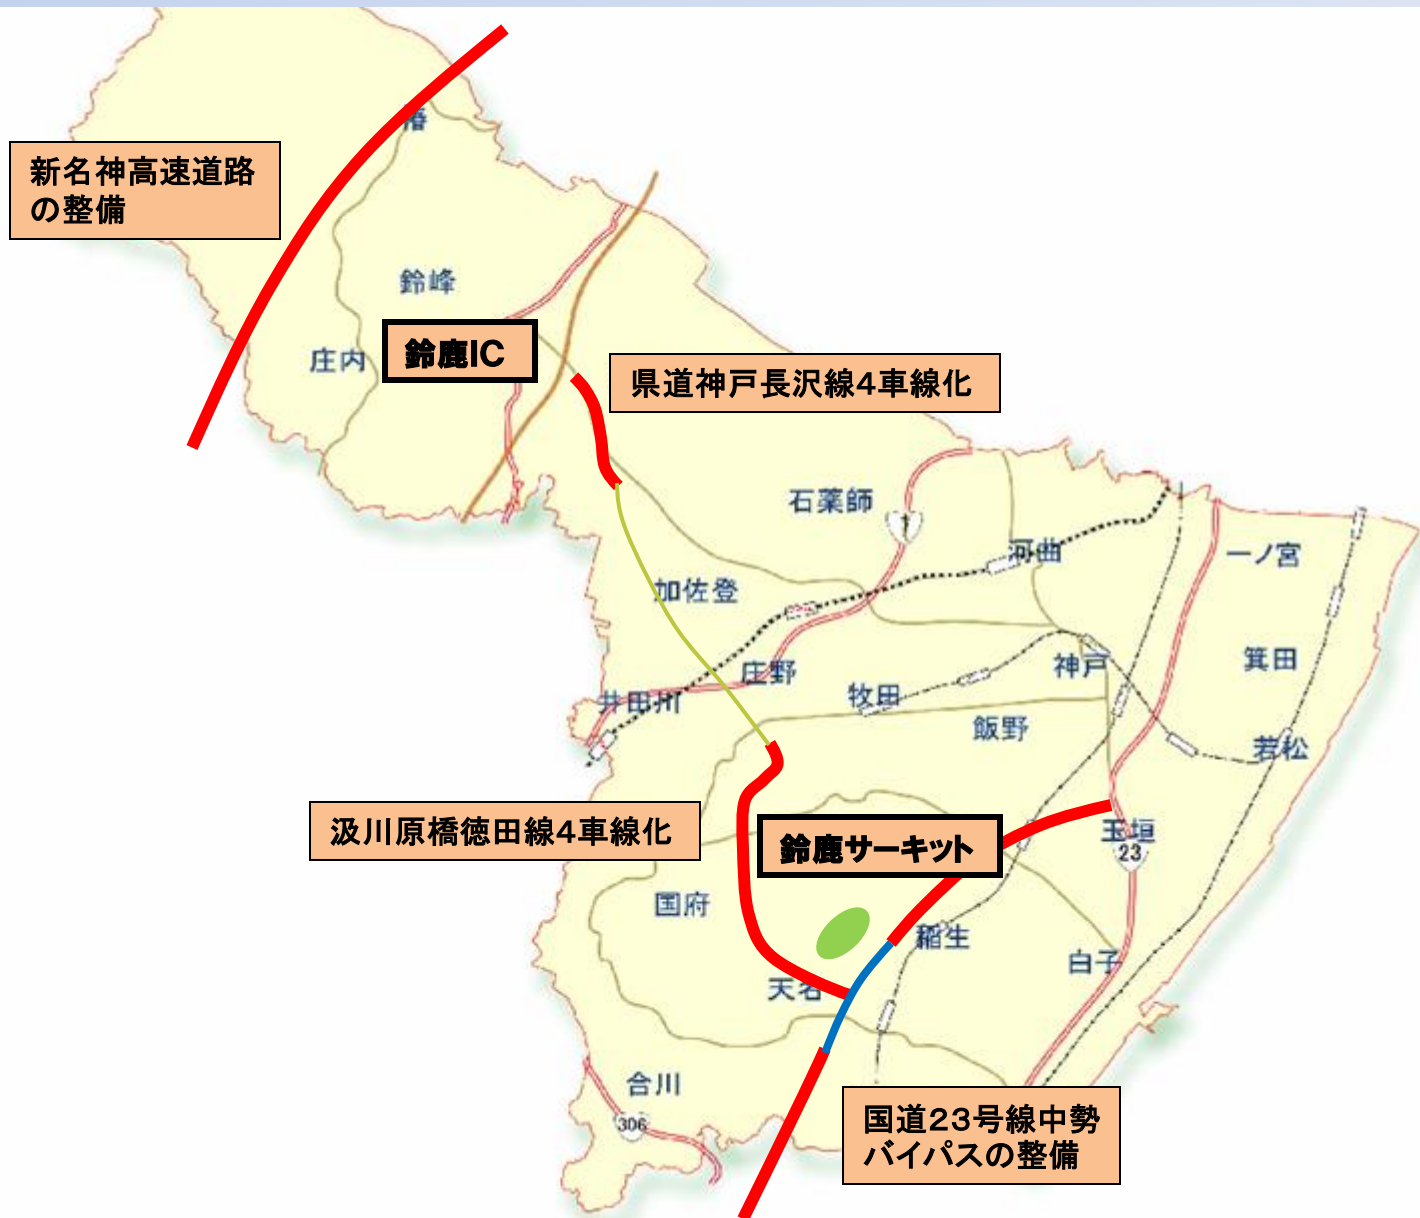 椿
新名神高速道路
の整備
鈴峰
鈴鹿IC
庄内
県道神戸長沢線4車線化
石薬師
1
河曲
一ノ宮
加佐登
庄野
神戸
箕田
井田川
牧田
飯野
若松
汲川原橋徳田線4車線化
鈴鹿サーキット
玉垣
23
国府
稲生
白子
天名
合川
306
国道23号線中勢
バイパスの整備